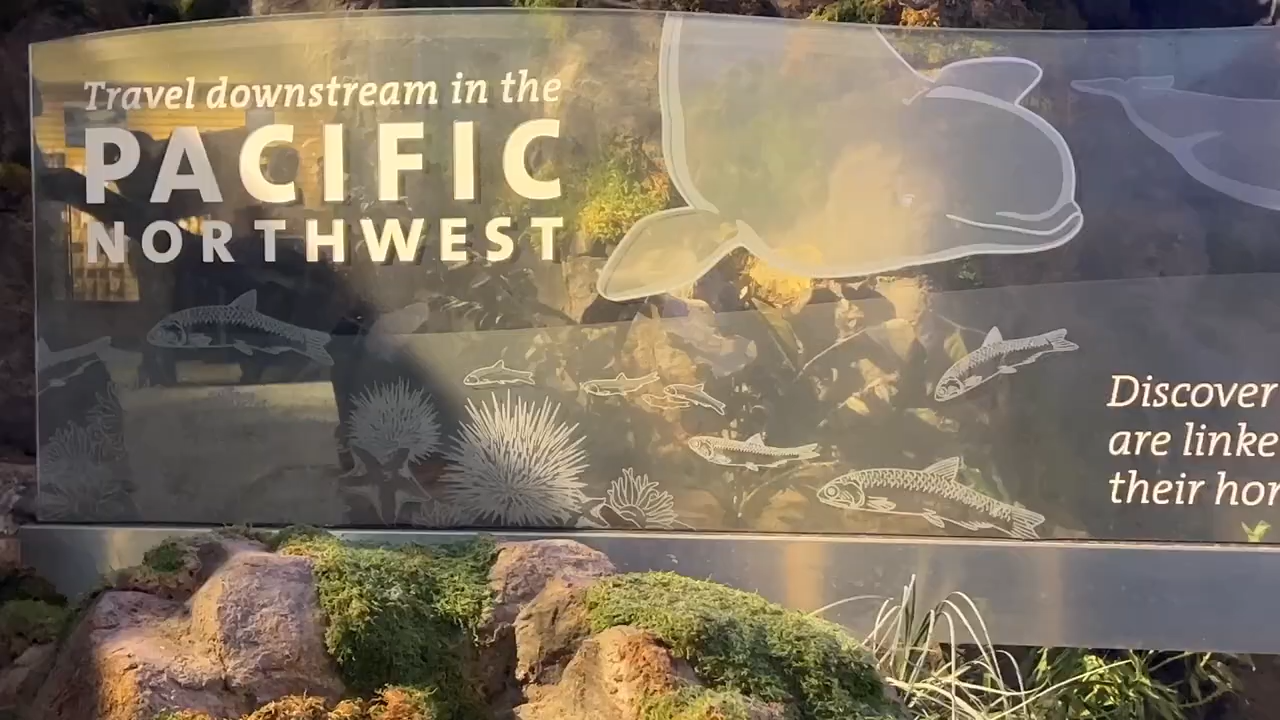 Travel downstream in the
PACIFIC
NORTHWEST
Discover
are linke
their hor